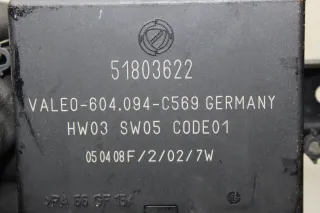 51803622
VALEO-604.094-C569 GERMANY
HW03 SW05 CODE01
050408F/2/02/7W